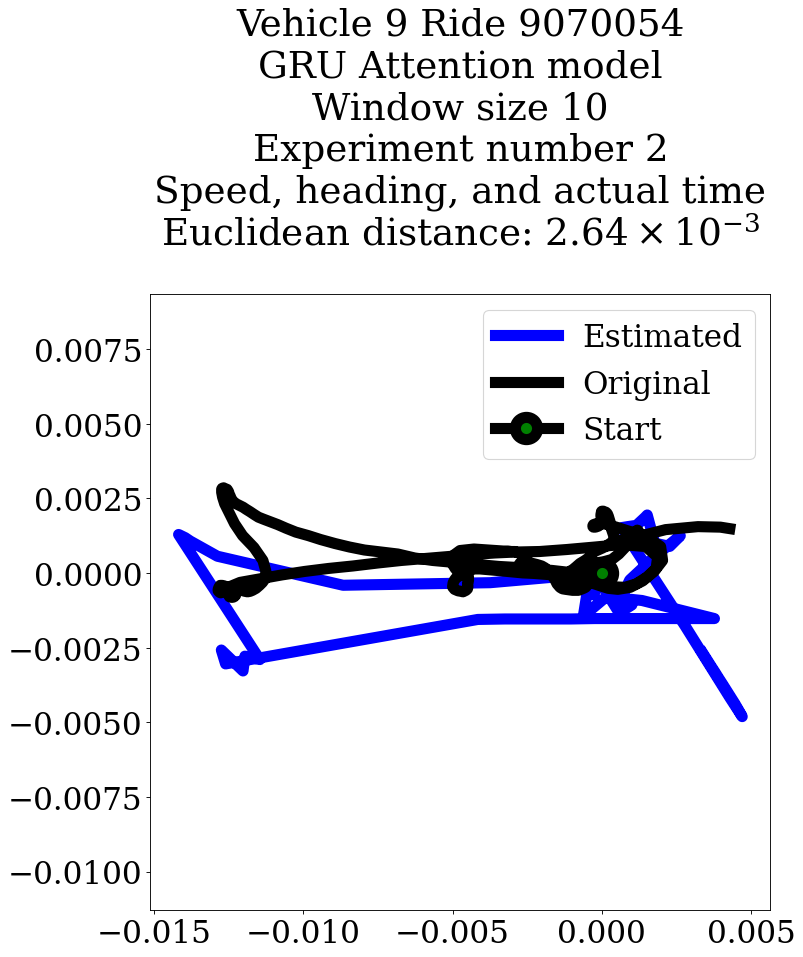 Vehicle 9 Ride 9070054
GRU Attention model
Window size 10
Experiment number 2
Speed, heading, and actual time
Euclidean distance: 2.64 × 10⁻³
Estimated
Original
Start
0.0075
0.0050
0.0025
0.0000
−0.0025
−0.0050
−0.0075
−0.0100
−0.015 −0.010 −0.005 0.000 0.005